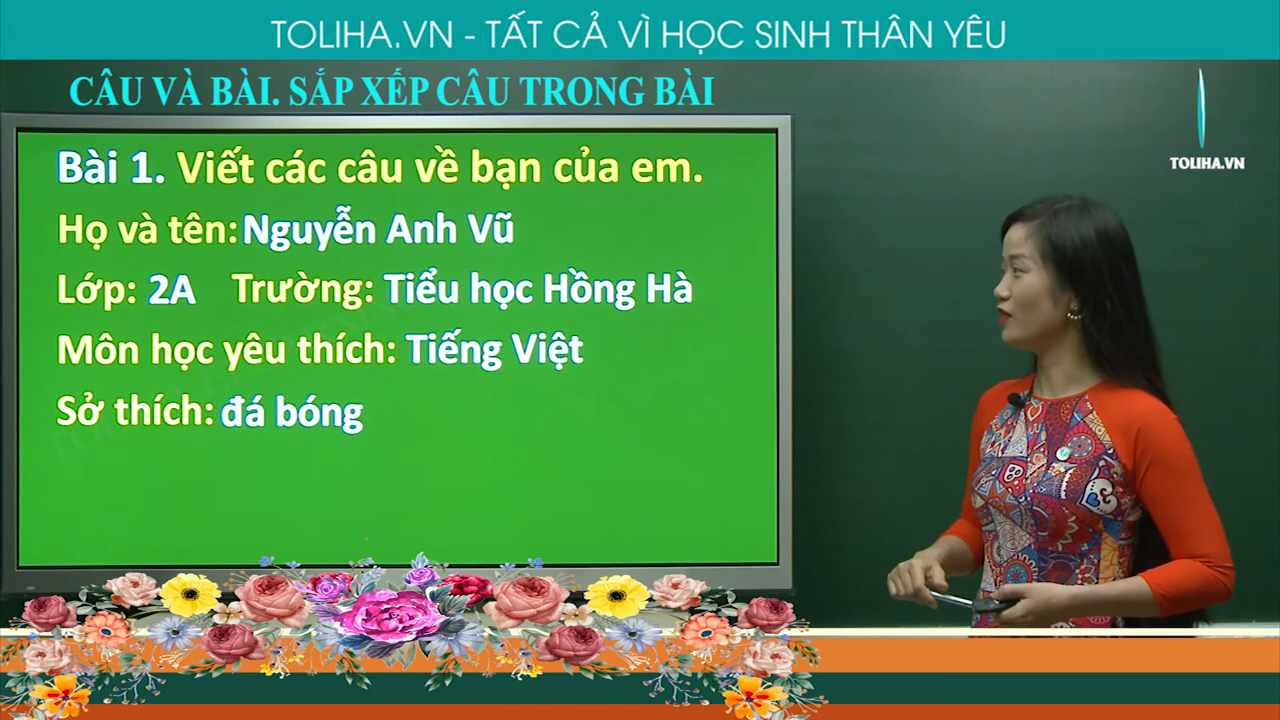 TOLIHA.VN - TẤT CẢ VÌ HỌC SINH THÂN YÊU
CÂU VÀ BÀI. SẮP XẾP CÂU TRONG BÀI
TOLIHA.VN
Bài 1. Viết các câu về bạn của em.
Họ và tên: Nguyễn Anh Vũ
Lớp: 2A Trường: Tiểu học Hồng Hà
Môn học yêu thích: Tiếng Việt
Sở thích: đá bóng